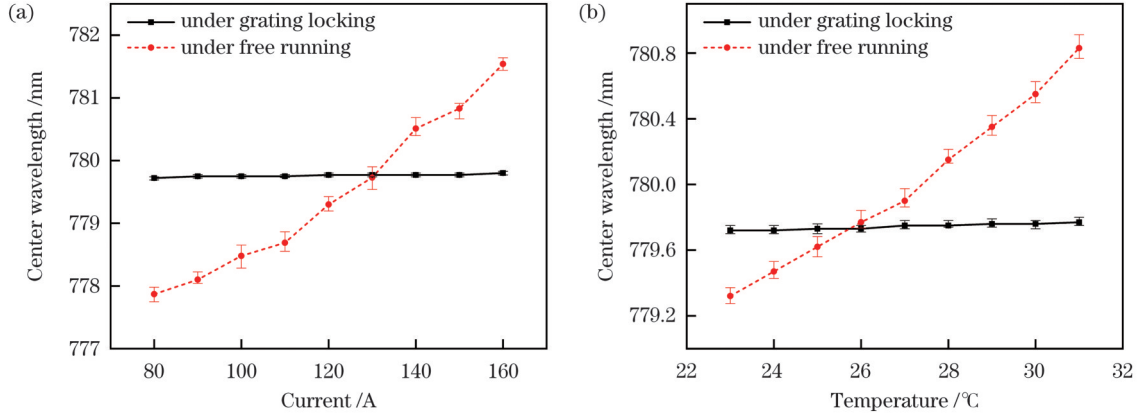 (a)
under grating locking
under free running
Center wavelength /nm
782
781
780
779
778
777
80
100
120
140
160
Current /A
(b)
under grating locking
under free running
Center wavelength /nm
780.8
780.4
780.0
779.6
779.2
22
24
26
28
30
32
Temperature /℃